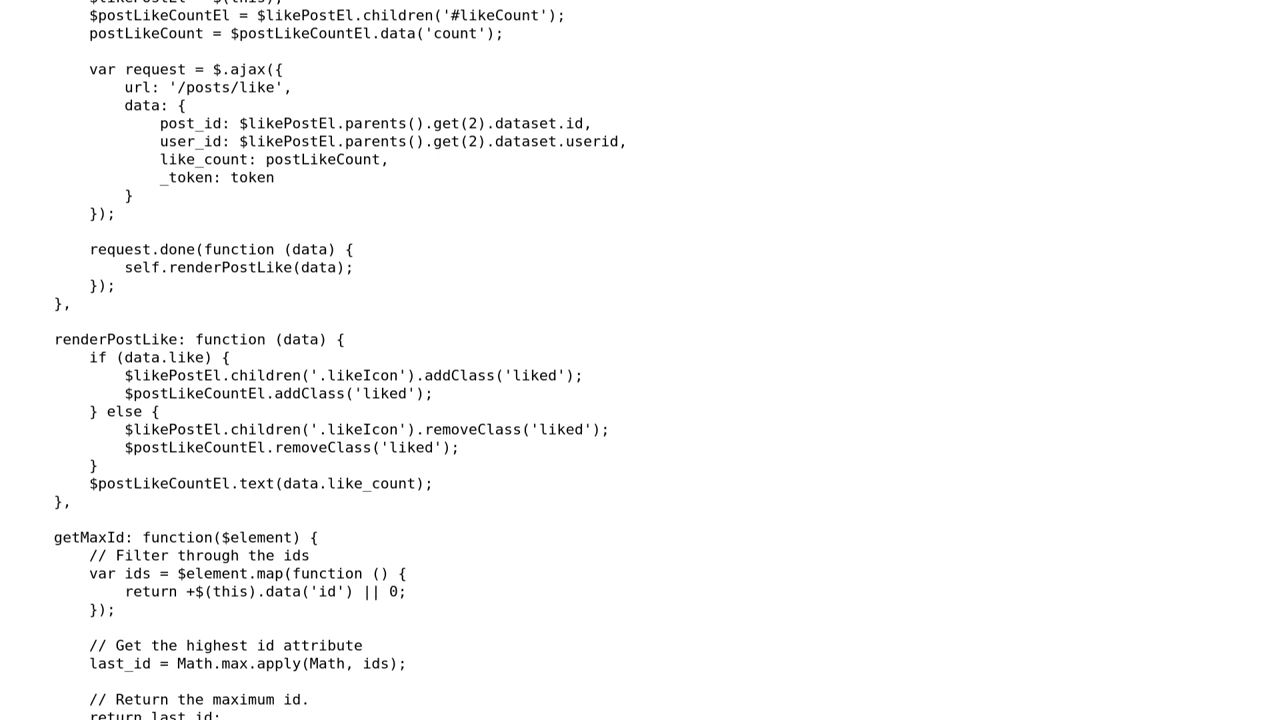 $postLikeCountEl = $likePostEl.children('#likeCount');
postLikeCount = $postLikeCountEl.data('count');
var request = $.ajax({
url: '/posts/like',
data: {
post_id: $likePostEl.parents().get(2).dataset.id,
user_id: $likePostEl.parents().get(2).dataset.userid,
like_count: postLikeCount,
_token: token
}
});
request.done(function (data) {
self.renderPostLike(data);
});
},
renderPostLike: function (data) {
if (data.like) {
$likePostEl.children('.likeIcon').addClass('liked');
$postLikeCountEl.addClass('liked');
} else {
$likePostEl.children('.likeIcon').removeClass('liked');
$postLikeCountEl.removeClass('liked');
}
$postLikeCountEl.text(data.like_count);
},
getMaxId: function($element) {
// Filter through the ids
var ids = $element.map(function () {
return +$(this).data('id') || 0;
});
// Get the highest id attribute
last_id = Math.max.apply(Math, ids);
// Return the maximum id.
return last_id;